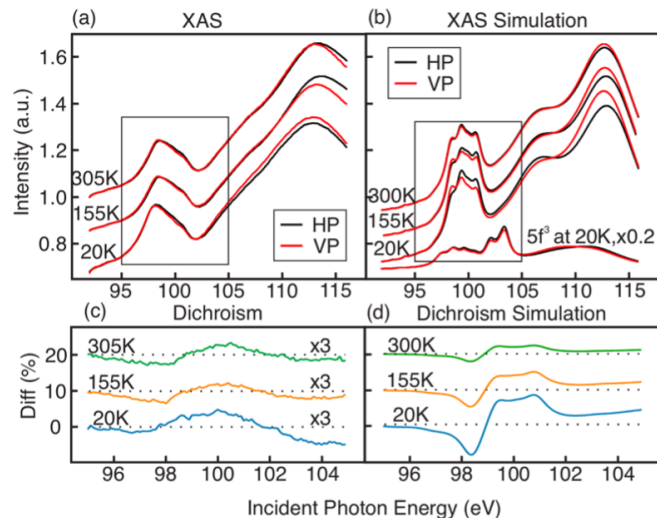 (a) XAS
(b) XAS Simulation
Intensity (a.u.)
1.6
1.4
1.2
1.0
0.8
305K
155K
20K
HP
VP
95 100 105 110 115
HP
VP
300K
155K
20K
5f³ at 20K,x0.2
95 100 105 110 115
(c) Dichroism
(d) Dichroism Simulation
Diff (%)
20
10
0
305K x3
155K x3
20K x3
96 98 100 102 104
300K
155K
20K
96 98 100 102 104
Incident Photon Energy (eV)